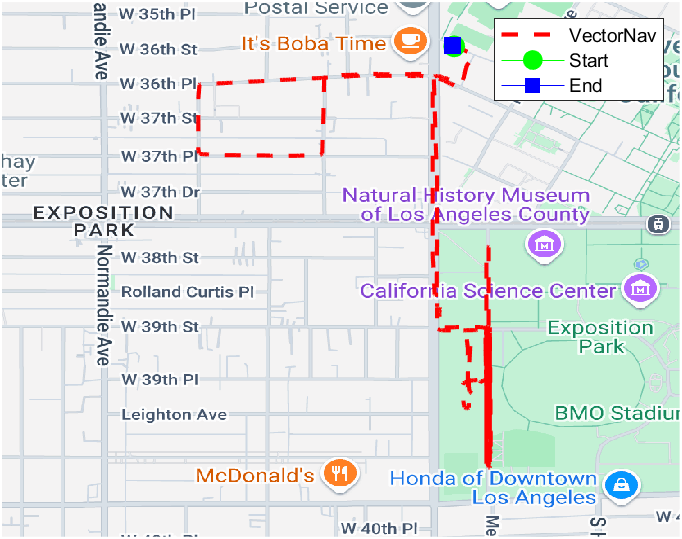 W 35th Pl
Postal Service
andie Ave
W 36th St
It's Boba Time
VectorNav
Start
End
W 36th Pl
W 37th St
W 37th Pl
hay
ter
W 37th Dr
Natural History Museum
of Los Angeles County
EXPOSITION
PARK
W 38th St
Normandie Ave
Rolland Curtis Pl
California Science Center
W 39th St
Exposition
Park
W 39th Pl
Leighton Ave
BMO Stadiu
McDonald's
Honda of Downtown
Los Angeles
W 40th Pl
Me
S H
W 4